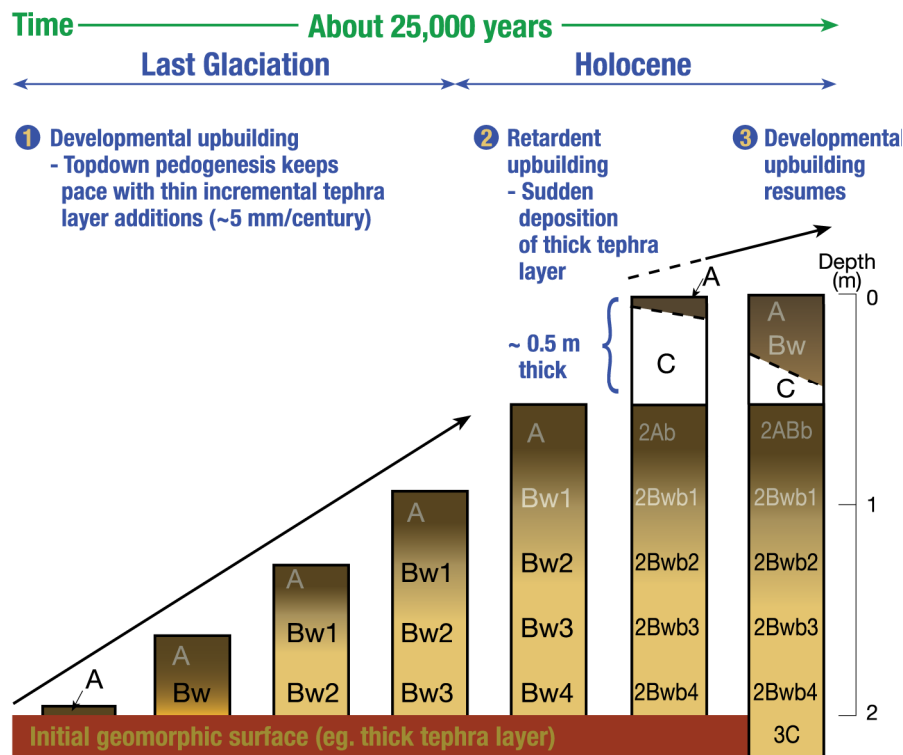 Time
About 25,000 years
Last Glaciation
Holocene
1 Developmental upbuilding
- Topdown pedogenesis keeps
pace with thin incremental tephra
layer additions (~5 mm/century)
2 Retardent
upbuilding
- Sudden
deposition
of thick tephra
layer
3 Developmental
upbuilding
resumes
Depth
(m)
0
1
2
~ 0.5 m
thick
A
A
Bw
A
Bw1
Bw2
A
Bw1
Bw2
Bw3
A
Bw1
Bw2
Bw3
Bw4
A
C
2Ab
2Bwb1
2Bwb2
2Bwb3
2Bwb4
A
Bw
C
2ABb
2Bwb1
2Bwb2
2Bwb3
2Bwb4
3C
Initial geomorphic surface (eg. thick tephra layer)